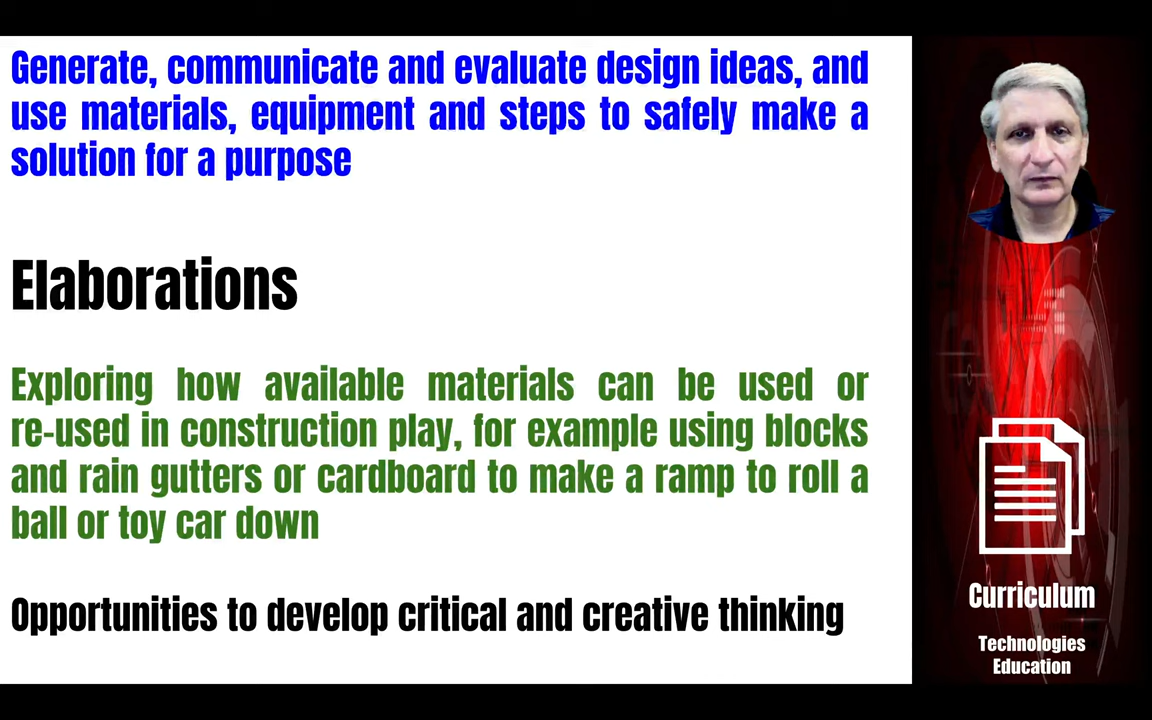 Generate, communicate and evaluate design ideas, and
use materials, equipment and steps to safely make a
solution for a purpose
Elaborations
Exploring how available materials can be used or
re-used in construction play, for example using blocks
and rain gutters or cardboard to make a ramp to roll a
ball or toy car down
Opportunities to develop critical and creative thinking
Curriculum
Technologies
Education